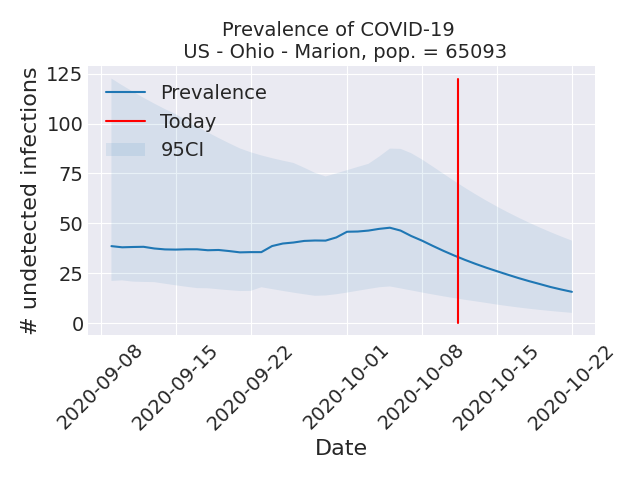 Prevalence of COVID-19
US - Ohio - Marion, pop. = 65093
# undetected infections
125
100
75
50
25
0
Prevalence
Today
95CI
2020-09-08
2020-09-15
2020-09-22
2020-10-01
2020-10-08
2020-10-15
2020-10-22
Date